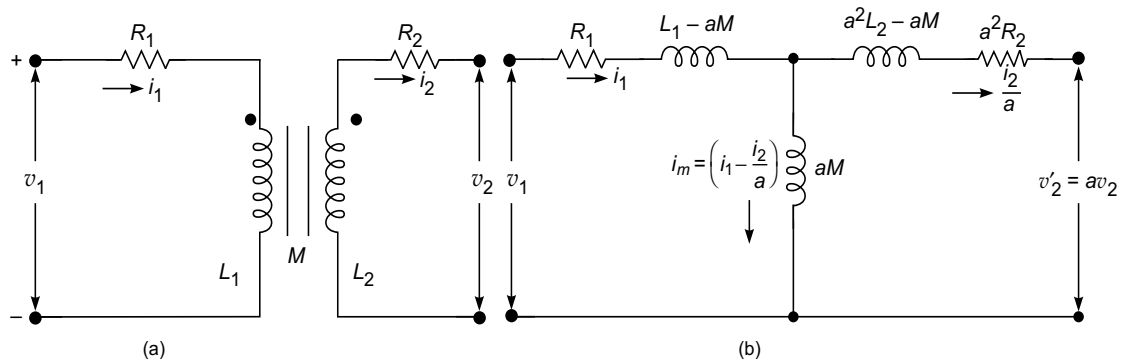 R₁
R₂
+
i₁
i₂
v₁
v₂
L₁
M
L₂
–
(a)
R₁
L₁ – aM
a²L₂ – aM
a²R₂
i₁
i₂/a
v₁
iₘ = (i₁ – i₂/a)
aM
v′₂ = av₂
(b)